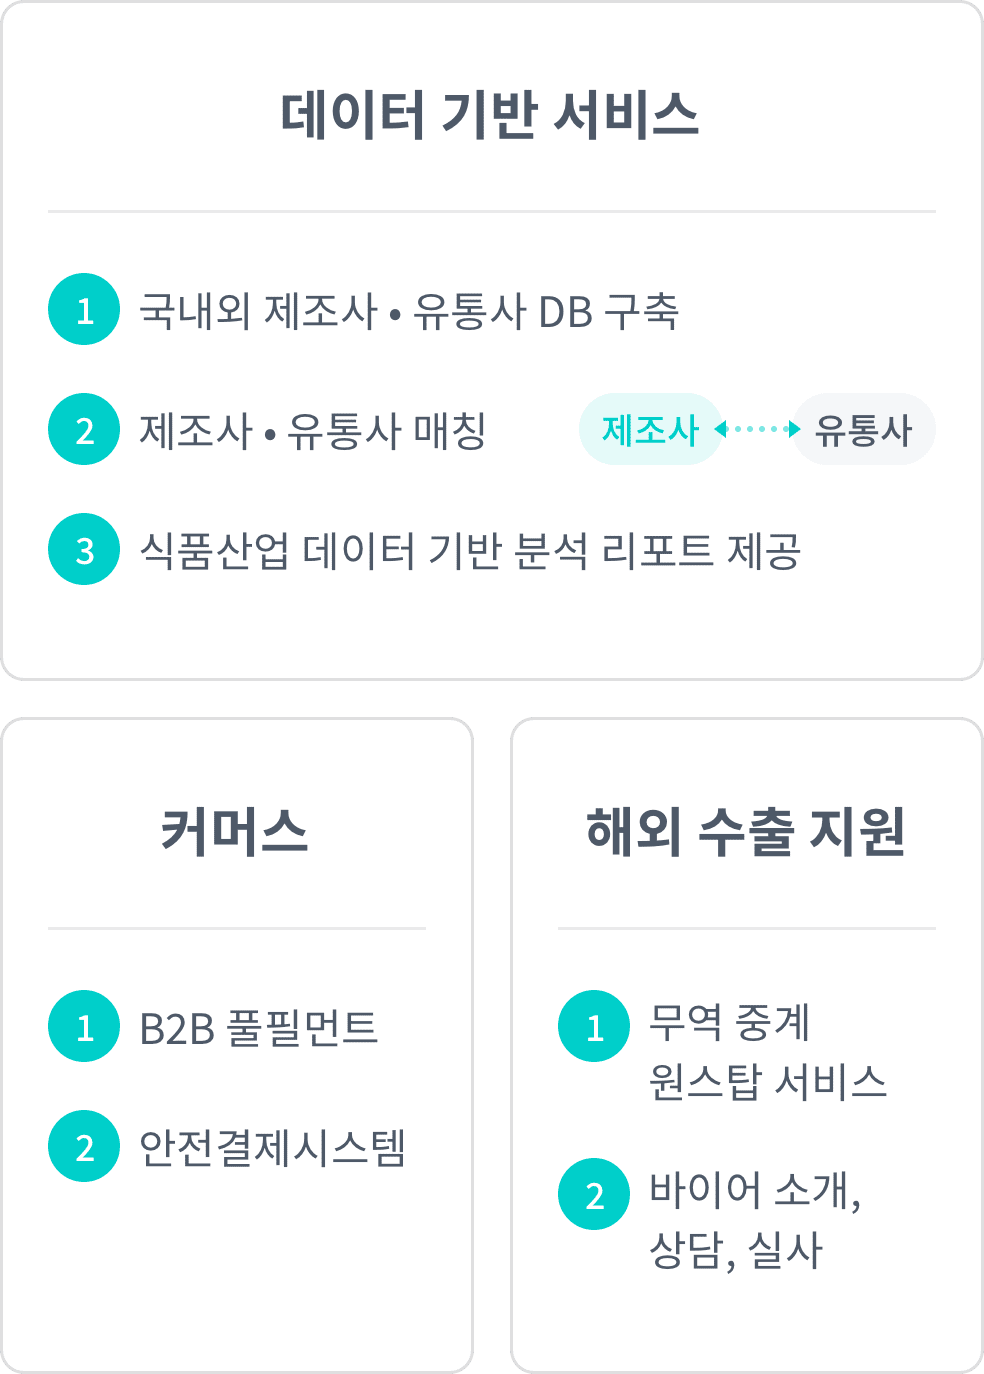 데이터 기반 서비스
1 국내외 제조사 • 유통사 DB 구축
2 제조사 • 유통사 매칭 제조사 유통사
3 식품산업 데이터 기반 분석 리포트 제공
커머스
1 B2B 풀필먼트
2 안전결제시스템
해외 수출 지원
1 무역 중계
원스탑 서비스
2 바이어 소개,
상담, 실사